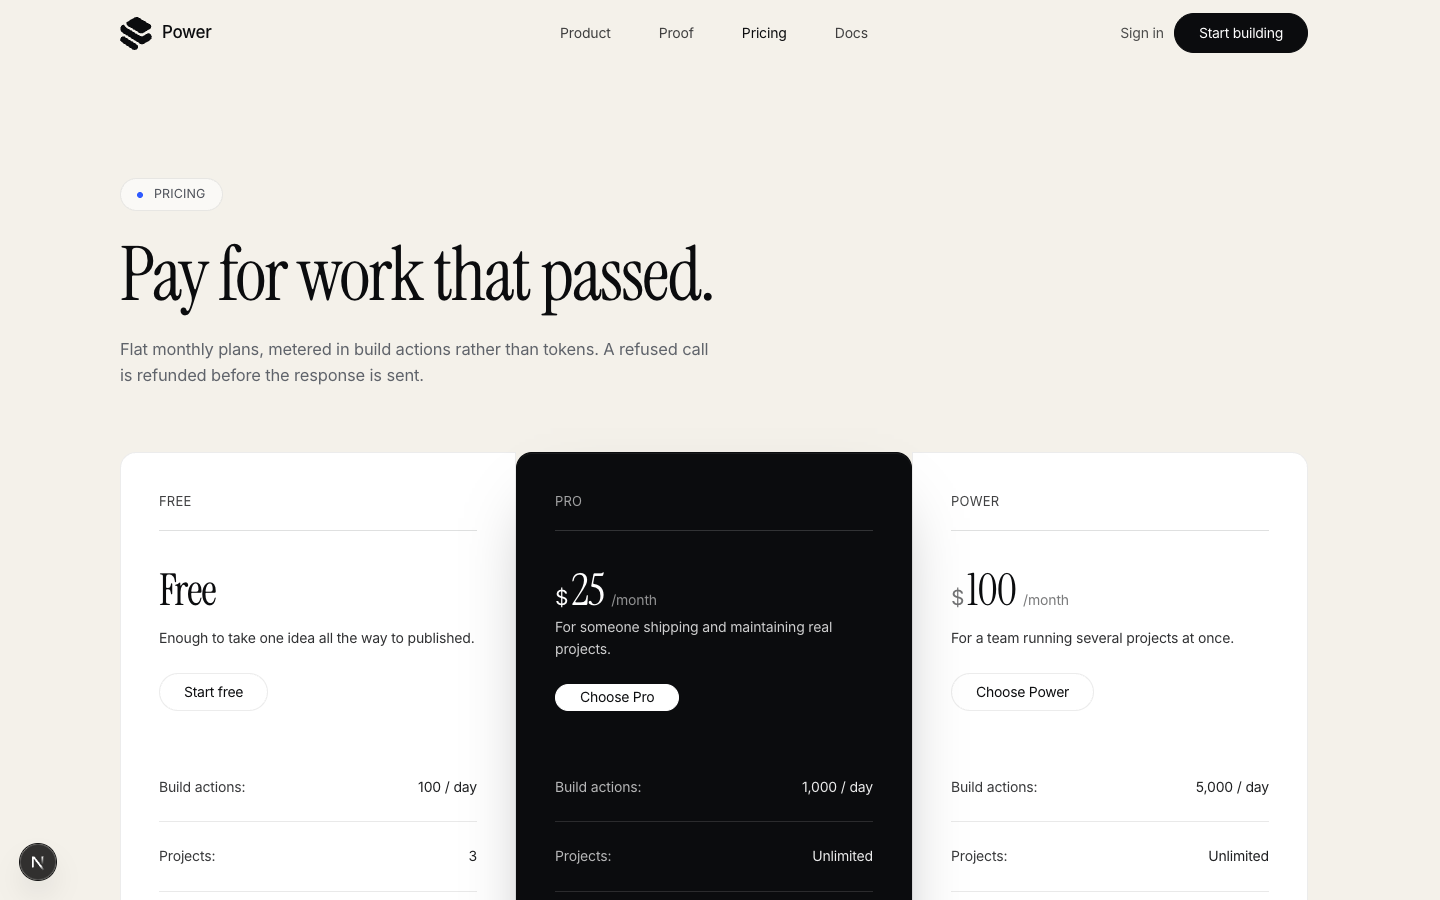 Power
Product
Proof
Pricing
Docs
Sign in
Start building
PRICING
Pay for work that passed.
Flat monthly plans, metered in build actions rather than tokens. A refused call
is refunded before the response is sent.
FREE
Free
Enough to take one idea all the way to published.
Start free
Build actions: 100 / day
Projects: 3
PRO
$25 /month
For someone shipping and maintaining real
projects.
Choose Pro
Build actions: 1,000 / day
Projects: Unlimited
POWER
$100 /month
For a team running several projects at once.
Choose Power
Build actions: 5,000 / day
Projects: Unlimited
N